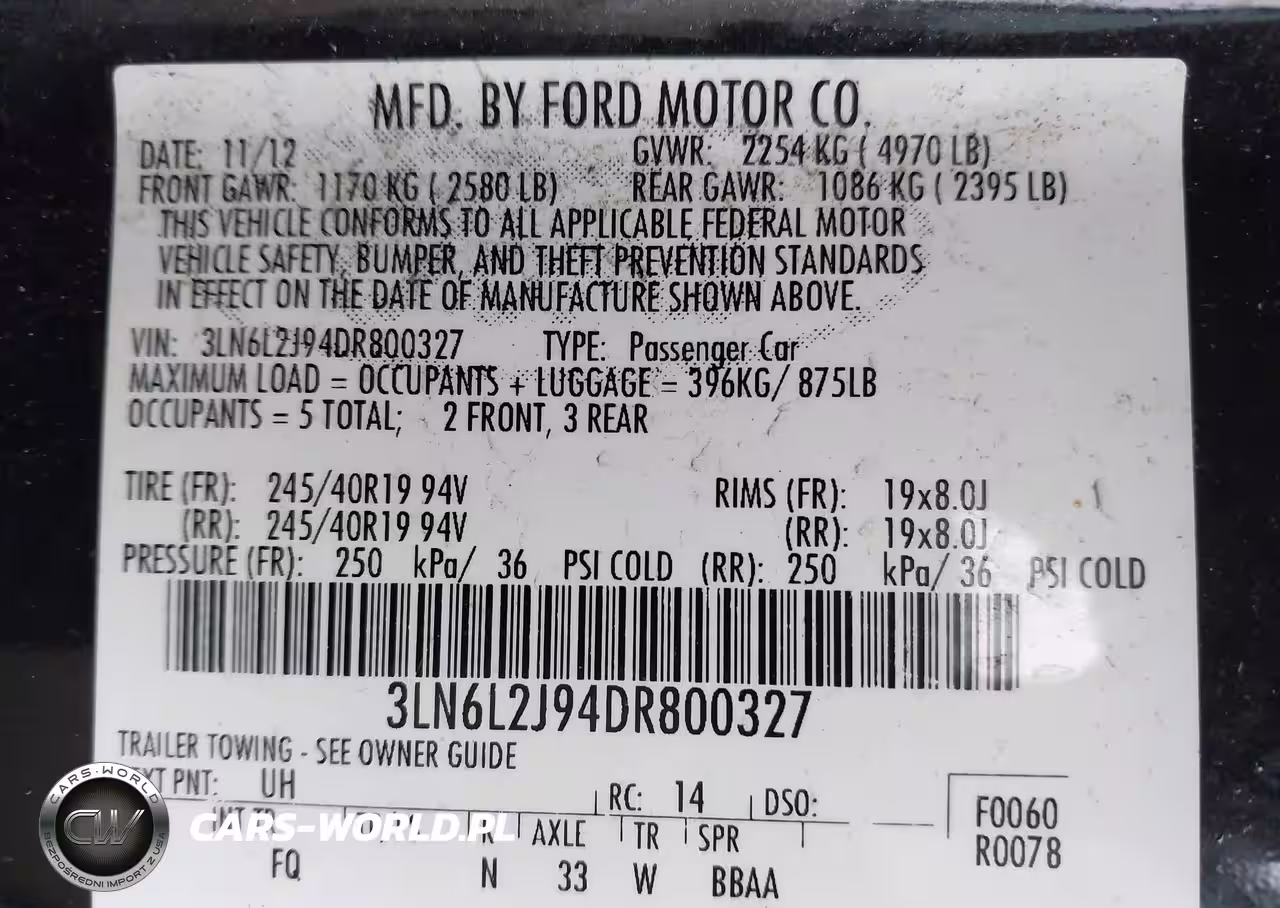 MFD. BY FORD MOTOR CO.
DATE: 11/12 GVWR: 2254 KG ( 4970 LB)
FRONT GAWR: 1170 KG ( 2580 LB) REAR GAWR: 1086 KG ( 2395 LB)
THIS VEHICLE CONFORMS TO ALL APPLICABLE FEDERAL MOTOR
VEHICLE SAFETY, BUMPER, AND THEFT PREVENTION STANDARDS
IN EFFECT ON THE DATE OF MANUFACTURE SHOWN ABOVE.
VIN: 3LN6L2J94DR800327 TYPE: Passenger Car
MAXIMUM LOAD = OCCUPANTS + LUGGAGE = 396KG/ 875LB
OCCUPANTS = 5 TOTAL; 2 FRONT, 3 REAR
TIRE (FR): 245/40R19 94V RIMS (FR): 19x8.0J
(RR): 245/40R19 94V (RR): 19x8.0J
PRESSURE (FR): 250 kPa/ 36 PSI COLD (RR): 250 kPa/ 36 PSI COLD
3LN6L2J94DR800327
TRAILER TOWING - SEE OWNER GUIDE
PNT: UH RC: 14 DSO: F0060
R0078
AXLE TR SPR
FQ N 33 W BBAA
CARS-WORLD
CW
BEZPOŚREDNI IMPORT Z USA
CARS-WORLD.PL